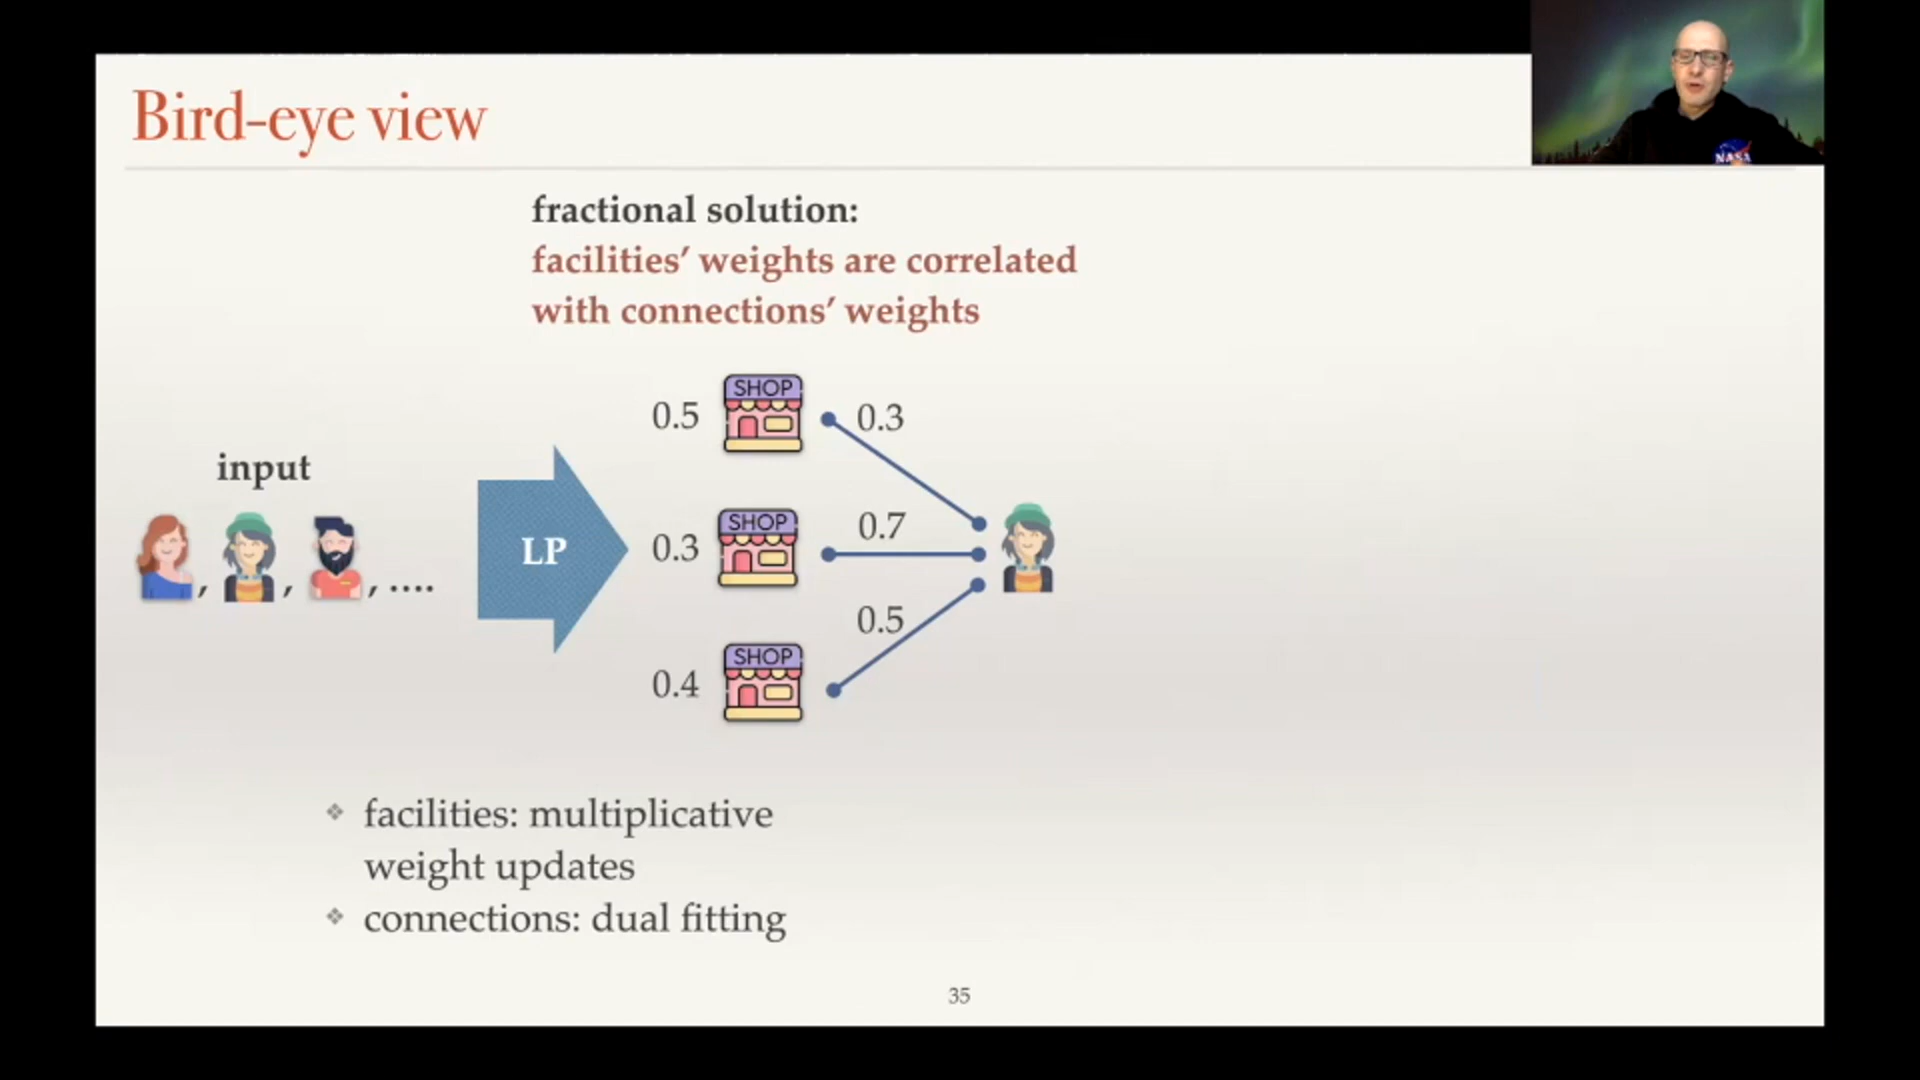 Bird-eye view
NASA
fractional solution:
facilities’ weights are correlated
with connections’ weights
SHOP
0.5
0.3
input
SHOP
0.3
0.7
LP
, , , ....
0.5
SHOP
0.4
❖ facilities: multiplicative
weight updates
❖ connections: dual fitting
35